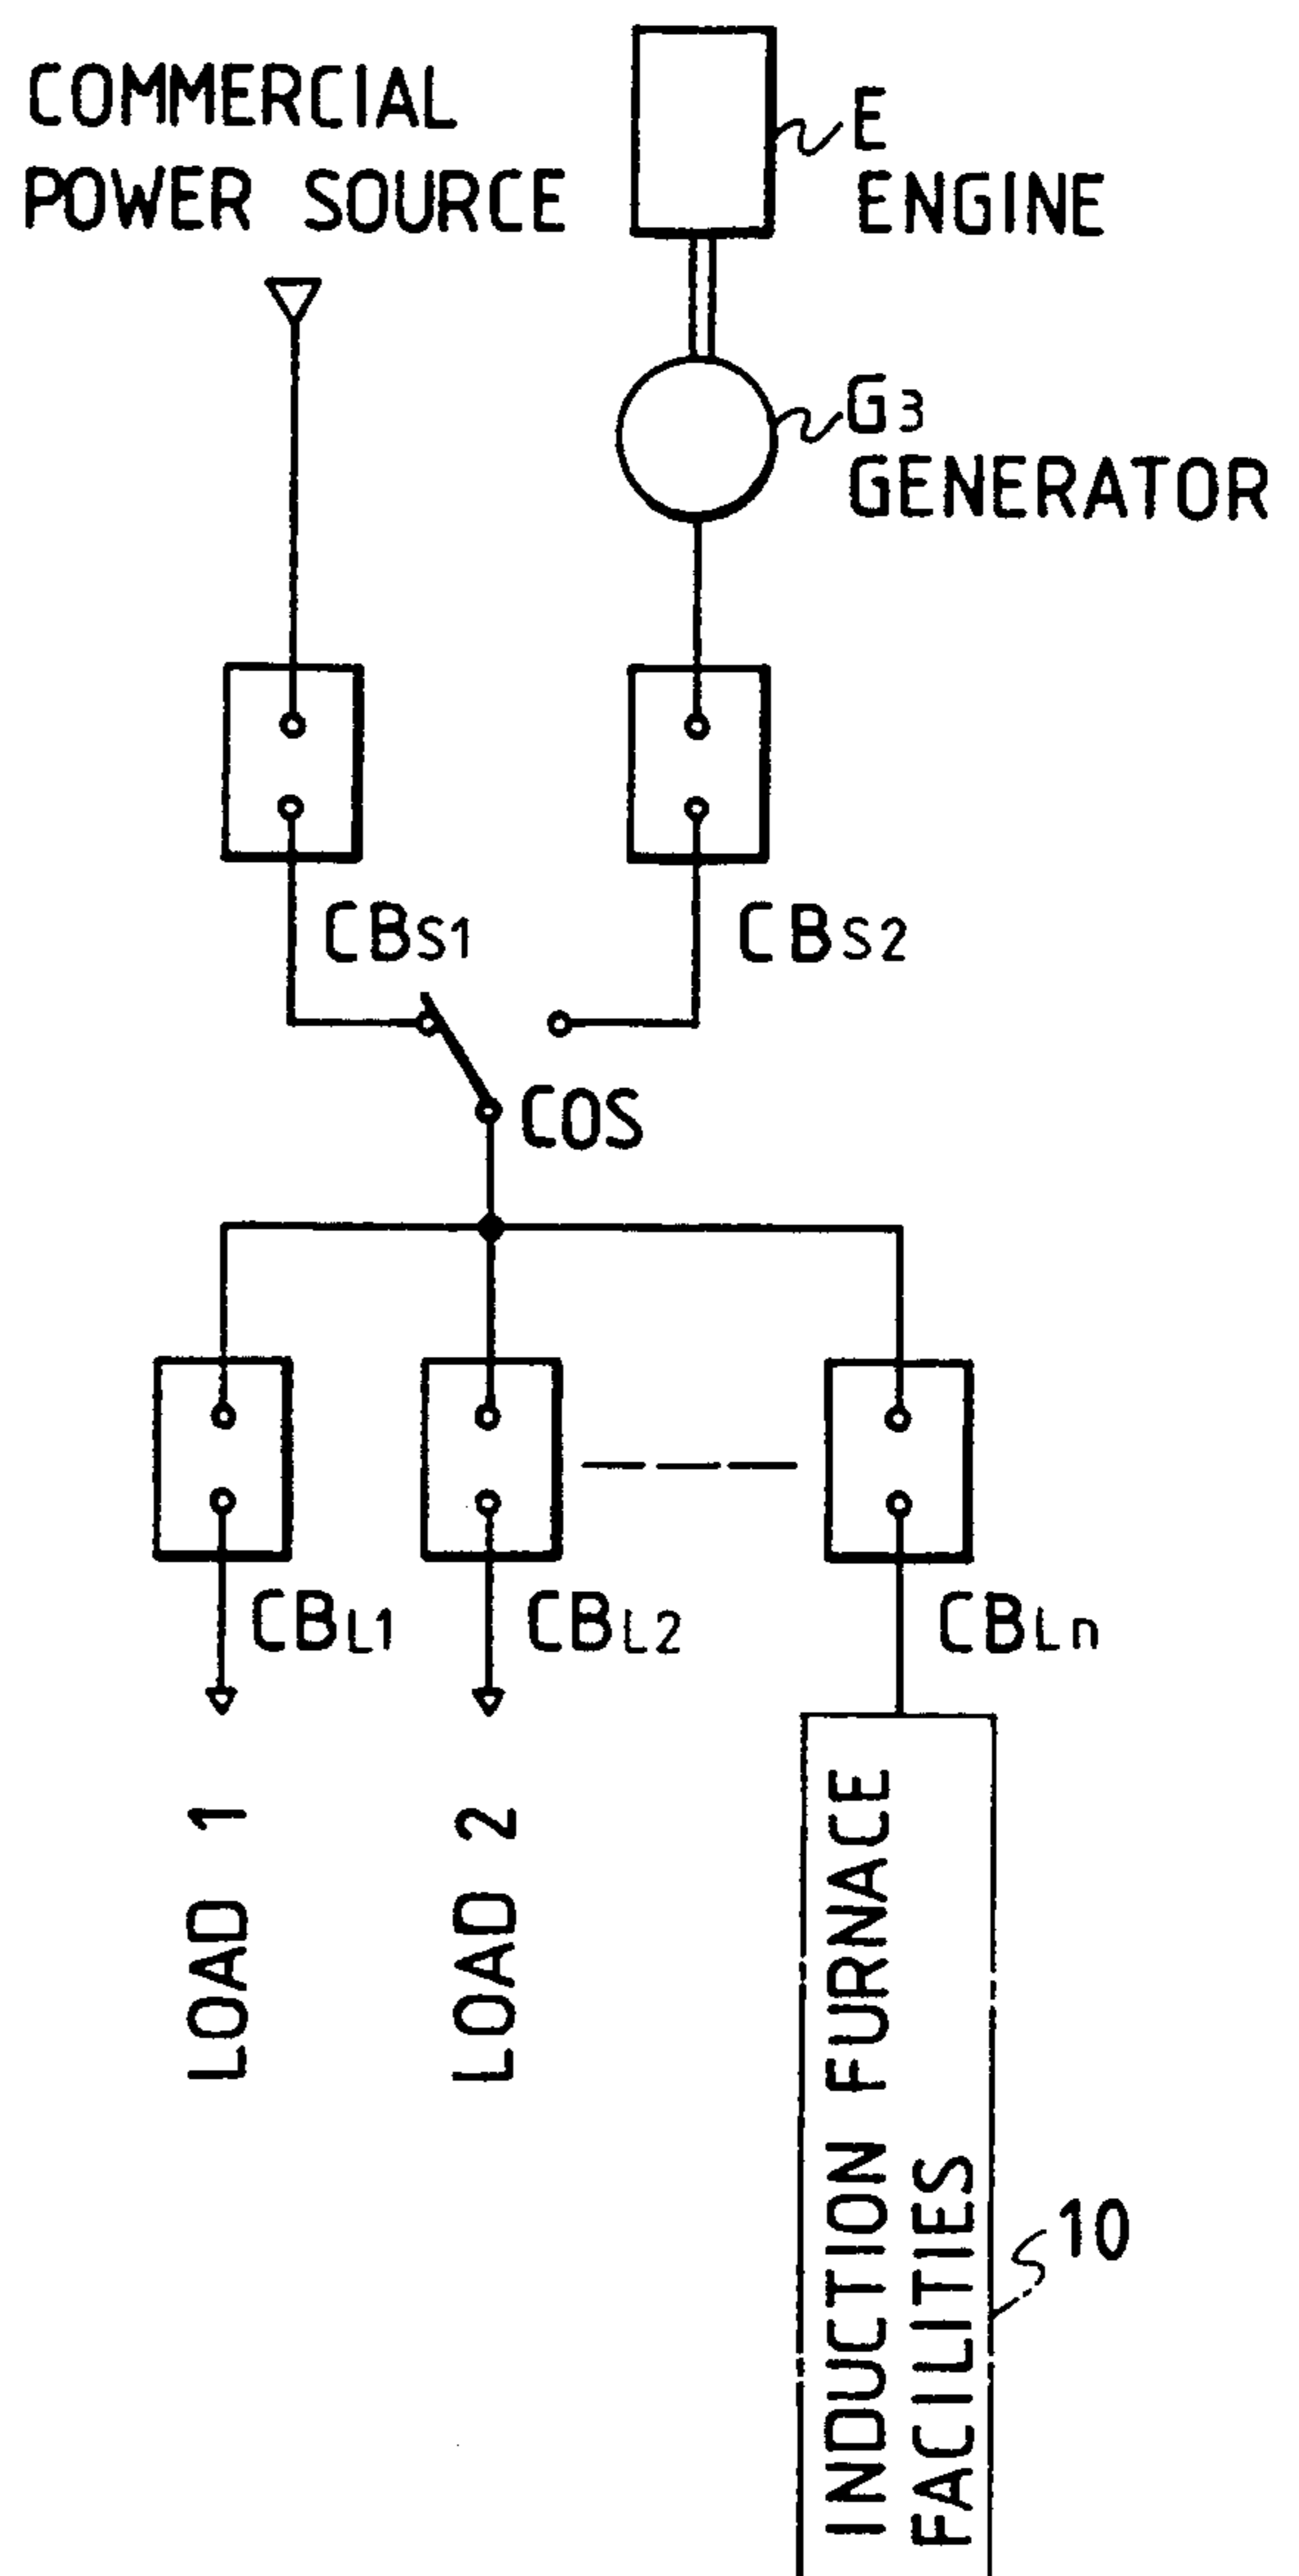 COMMERCIAL
POWER SOURCE
E
ENGINE
G3
GENERATOR
CBS1
CBS2
COS
CBL1
CBL2
CBLn
LOAD 1
LOAD 2
INDUCTION FURNACE
FACILITIES
10